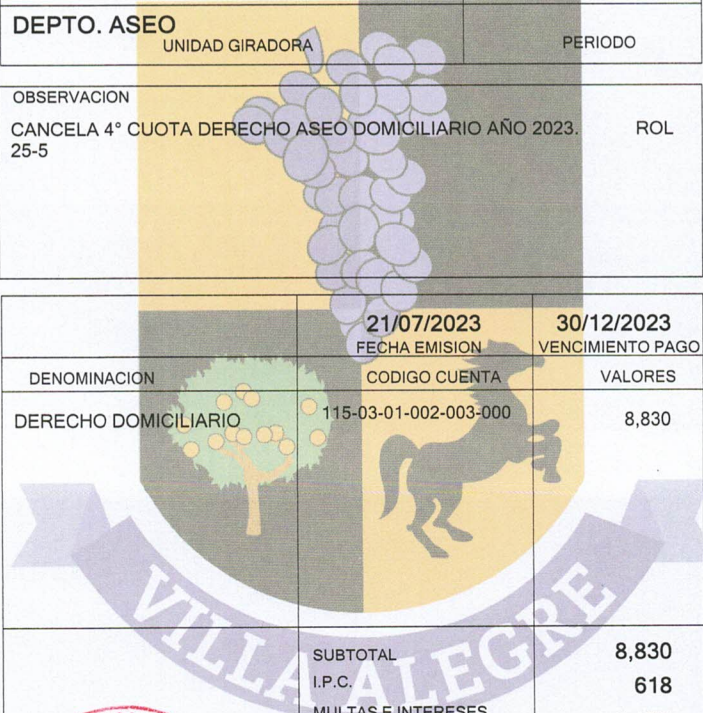 DEPTO. ASEO
UNIDAD GIRADORA PERIODO
OBSERVACION
CANCELA 4° CUOTA DERECHO ASEO DOMICILIARIO AÑO 2023. ROL
25-5
21/07/2023 30/12/2023
FECHA EMISION VENCIMIENTO PAGO
DENOMINACION CODIGO CUENTA VALORES
DERECHO DOMICILIARIO 115-03-01-002-003-000 8,830
VILLA ALEGRE
SUBTOTAL 8,830
I.P.C. 618
MULTAS E INTERESES